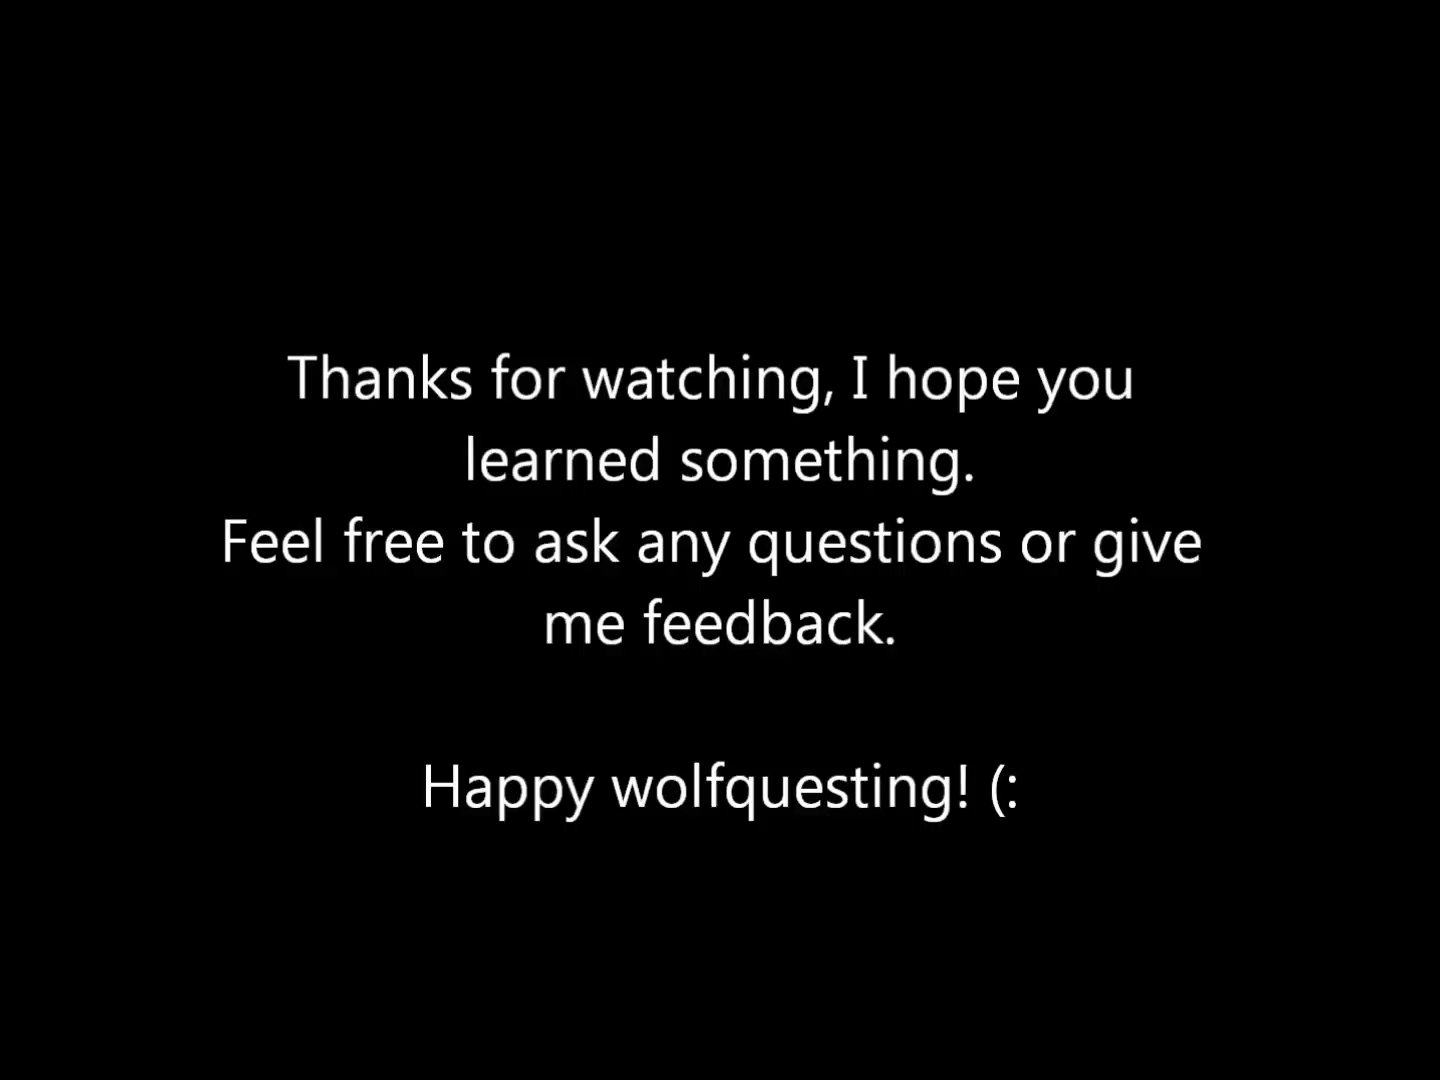 Thanks for watching, I hope you
learned something.
Feel free to ask any questions or give
me feedback.
Happy wolfquesting! (: